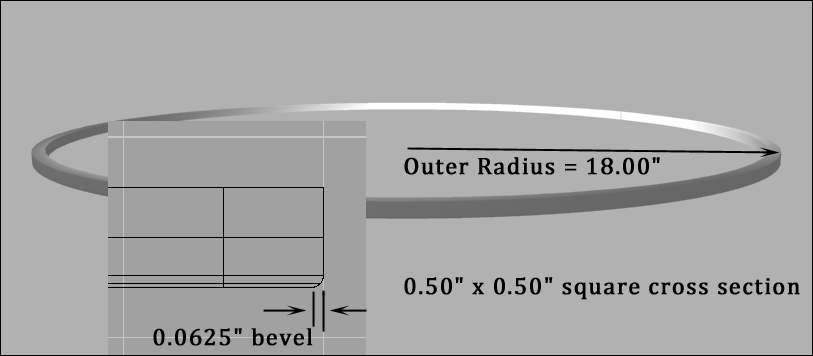 Outer Radius = 18.00"
0.50" x 0.50" square cross section
0.0625" bevel